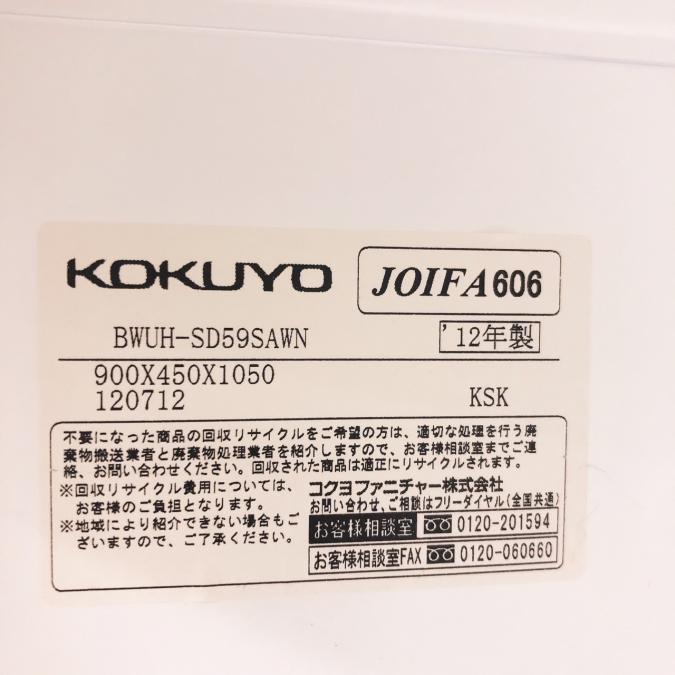 KOKUYO JOIFA606
BWUH-SD59SAWN '12年製
900X450X1050
120712 KSK
不要になった商品の回収リサイクルをご希望の方は、適切な処理を行う廃
棄物搬送業者と廃棄物処理業者を紹介しますので、お客様相談室までご連
絡、お問い合わせください。回収された商品は適正にリサイクルされます。
※回収リサイクル費用については、
お客様のご負担となります。
※地域により紹介できない場合もご
ざいますので、ご了承ください。
コクヨファニチャー株式会社
お問い合わせ、ご相談はフリーダイヤル(全国共通)
お客様相談室 0120-201594
お客様相談室FAX 0120-060660